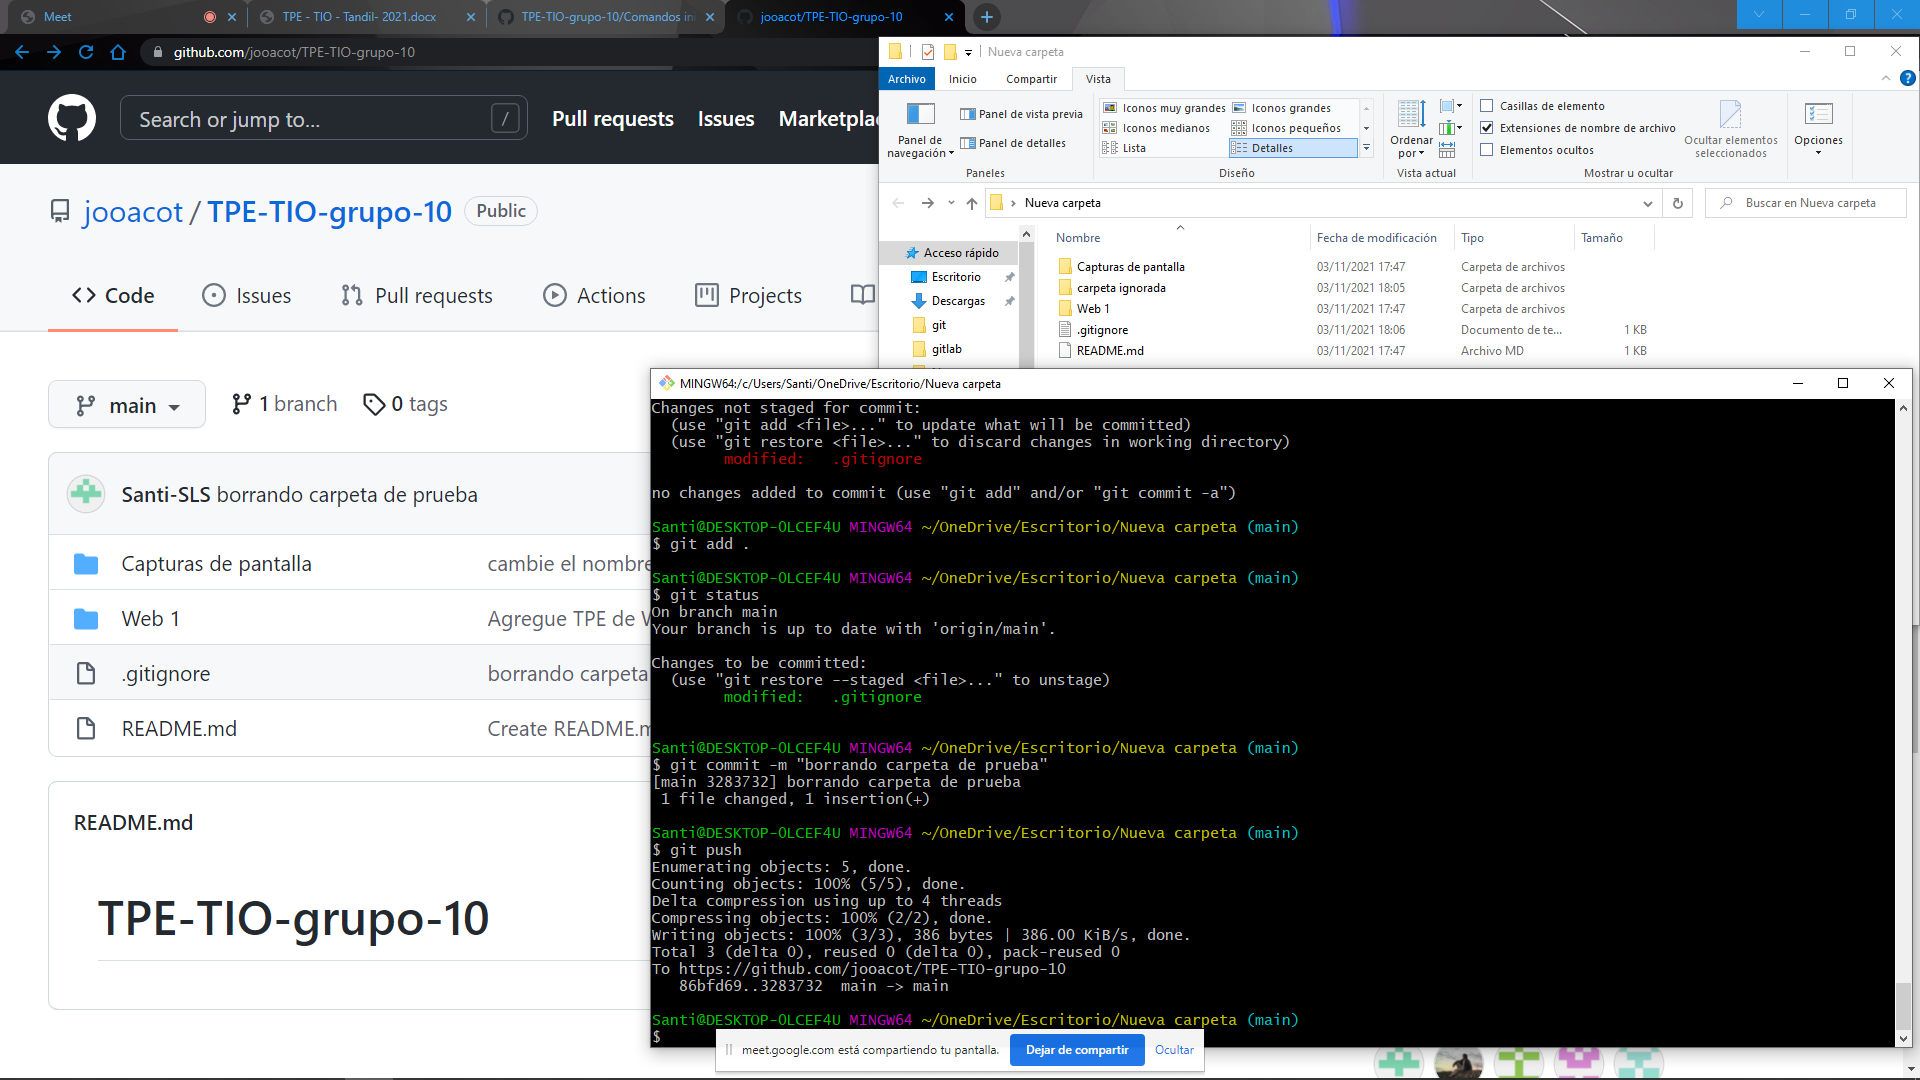 Meet
TPE - TIO - Tandil- 2021.docx
TPE-TIO-grupo-10/Comandos in
jooacot/TPE-TIO-grupo-10
github.com/jooacot/TPE-TIO-grupo-10
Search or jump to...
/
Pull requests
Issues
Marketplac
jooacot / TPE-TIO-grupo-10
Public
Code
Issues
Pull requests
Actions
Projects
main
1 branch
0 tags
Santi-SLS borrando carpeta de prueba
Capturas de pantalla
cambie el nombre
Web 1
Agregue TPE de
.gitignore
borrando carpeta
README.md
Create README.m
README.md
TPE-TIO-grupo-10
Nueva carpeta
Archivo
Inicio
Compartir
Vista
?
Panel de navegación
Panel de vista previa
Panel de detalles
Paneles
Iconos muy grandes
Iconos grandes
Iconos medianos
Iconos pequeños
Lista
Detalles
Diseño
Ordenar por
Vista actual
Casillas de elemento
Extensiones de nombre de archivo
Elementos ocultos
Ocultar elementos seleccionados
Mostrar u ocultar
Opciones
Nueva carpeta
Buscar en Nueva carpeta
Acceso rápido
Escritorio
Descargas
git
gitlab
Nombre
Fecha de modificación
Tipo
Tamaño
Capturas de pantalla 03/11/2021 17:47 Carpeta de archivos
carpeta ignorada 03/11/2021 18:05 Carpeta de archivos
Web 1 03/11/2021 17:47 Carpeta de archivos
.gitignore 03/11/2021 18:06 Documento de te... 1 KB
README.md 03/11/2021 17:47 Archivo MD 1 KB
MINGW64:/c/Users/Santi/OneDrive/Escritorio/Nueva carpeta
Changes not staged for commit:
(use "git add <file>..." to update what will be committed)
(use "git restore <file>..." to discard changes in working directory)
modified: .gitignore
no changes added to commit (use "git add" and/or "git commit -a")
Santi@DESKTOP-0LCEF4U MINGW64 ~/OneDrive/Escritorio/Nueva carpeta (main)
$ git add .
Santi@DESKTOP-0LCEF4U MINGW64 ~/OneDrive/Escritorio/Nueva carpeta (main)
$ git status
On branch main
Your branch is up to date with 'origin/main'.
Changes to be committed:
(use "git restore --staged <file>..." to unstage)
modified: .gitignore
Santi@DESKTOP-0LCEF4U MINGW64 ~/OneDrive/Escritorio/Nueva carpeta (main)
$ git commit -m "borrando carpeta de prueba"
[main 3283732] borrando carpeta de prueba
1 file changed, 1 insertion(+)
Santi@DESKTOP-0LCEF4U MINGW64 ~/OneDrive/Escritorio/Nueva carpeta (main)
$ git push
Enumerating objects: 5, done.
Counting objects: 100% (5/5), done.
Delta compression using up to 4 threads
Compressing objects: 100% (2/2), done.
Writing objects: 100% (3/3), 386 bytes | 386.00 KiB/s, done.
Total 3 (delta 0), reused 0 (delta 0), pack-reused 0
To https://github.com/jooacot/TPE-TIO-grupo-10
86bfd69..3283732 main -> main
Santi@DESKTOP-0LCEF4U MINGW64 ~/OneDrive/Escritorio/Nueva carpeta (main)
$
meet.google.com está compartiendo tu pantalla.
Dejar de compartir
Ocultar